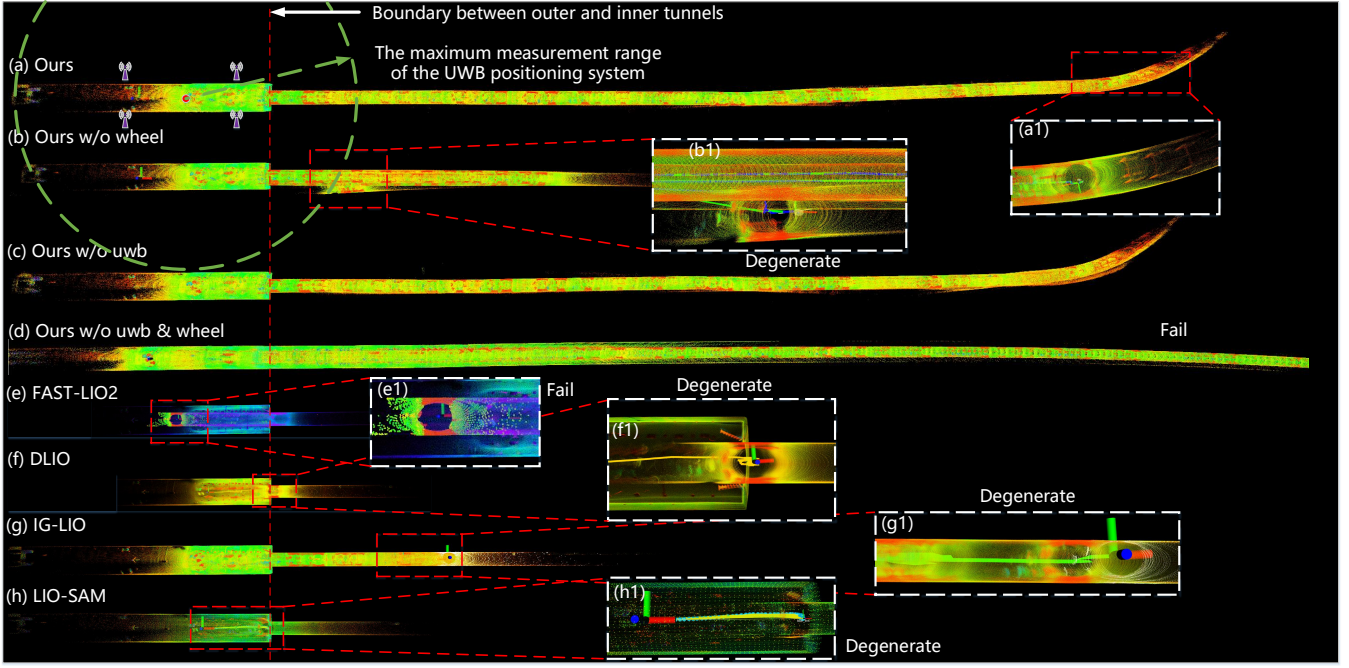 Boundary between outer and inner tunnels
The maximum measurement range
of the UWB positioning system
(a) Ours
(b) Ours w/o wheel
(b1)
(a1)
Degenerate
(c) Ours w/o uwb
(d) Ours w/o uwb & wheel
Fail
(e) FAST-LIO2
(e1)
Fail
Degenerate
(f1)
(f) DLIO
Degenerate
(g) IG-LIO
(g1)
(h) LIO-SAM
(h1)
Degenerate